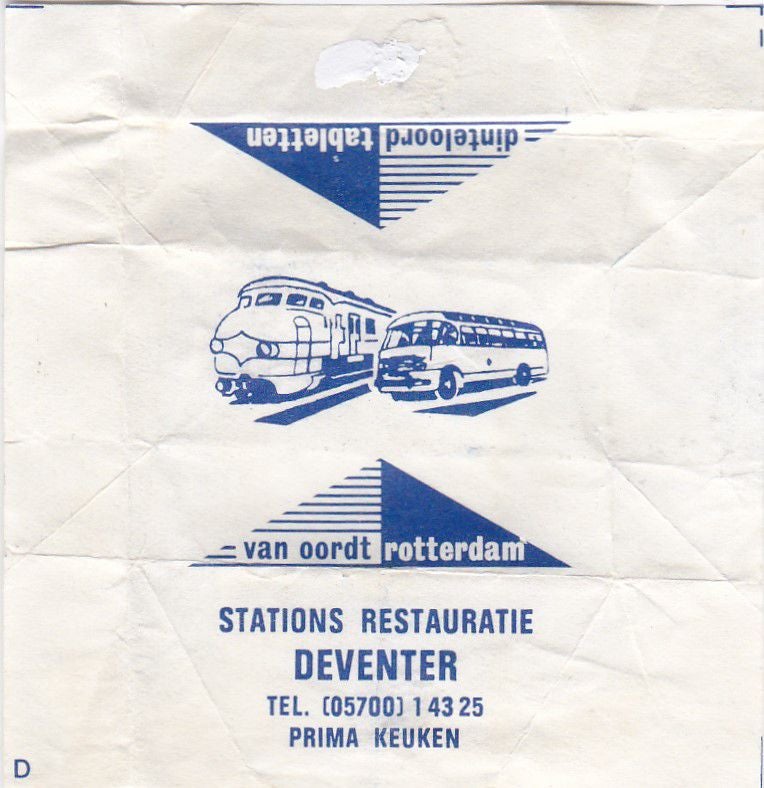 dinteloord tabletten
van oordt rotterdam
STATIONS RESTAURATIE
DEVENTER
TEL. (05700) 1 43 25
PRIMA KEUKEN
D